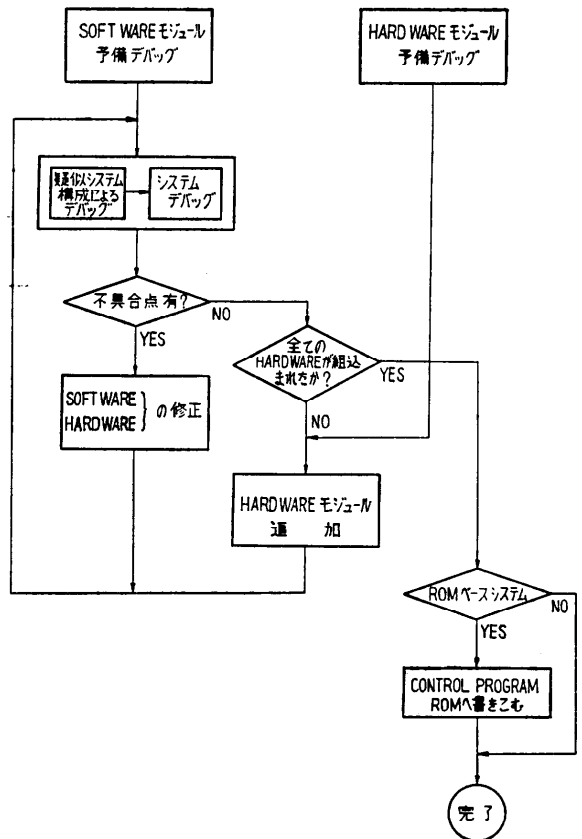 SOFT WAREモジュール
予備デバッグ
HARD WAREモジュール
予備デバッグ
疑似システム
構成による
デバッグ
システム
デバッグ
不具合点有?
NO
YES
全ての
HARDWAREが組込
まれたか?
YES
NO
SOFTWARE
HARDWARE } の修正
HARDWAREモジュール
追 加
ROMベースシステム
NO
YES
CONTROL PROGRAM
ROMへ書きこむ
完了